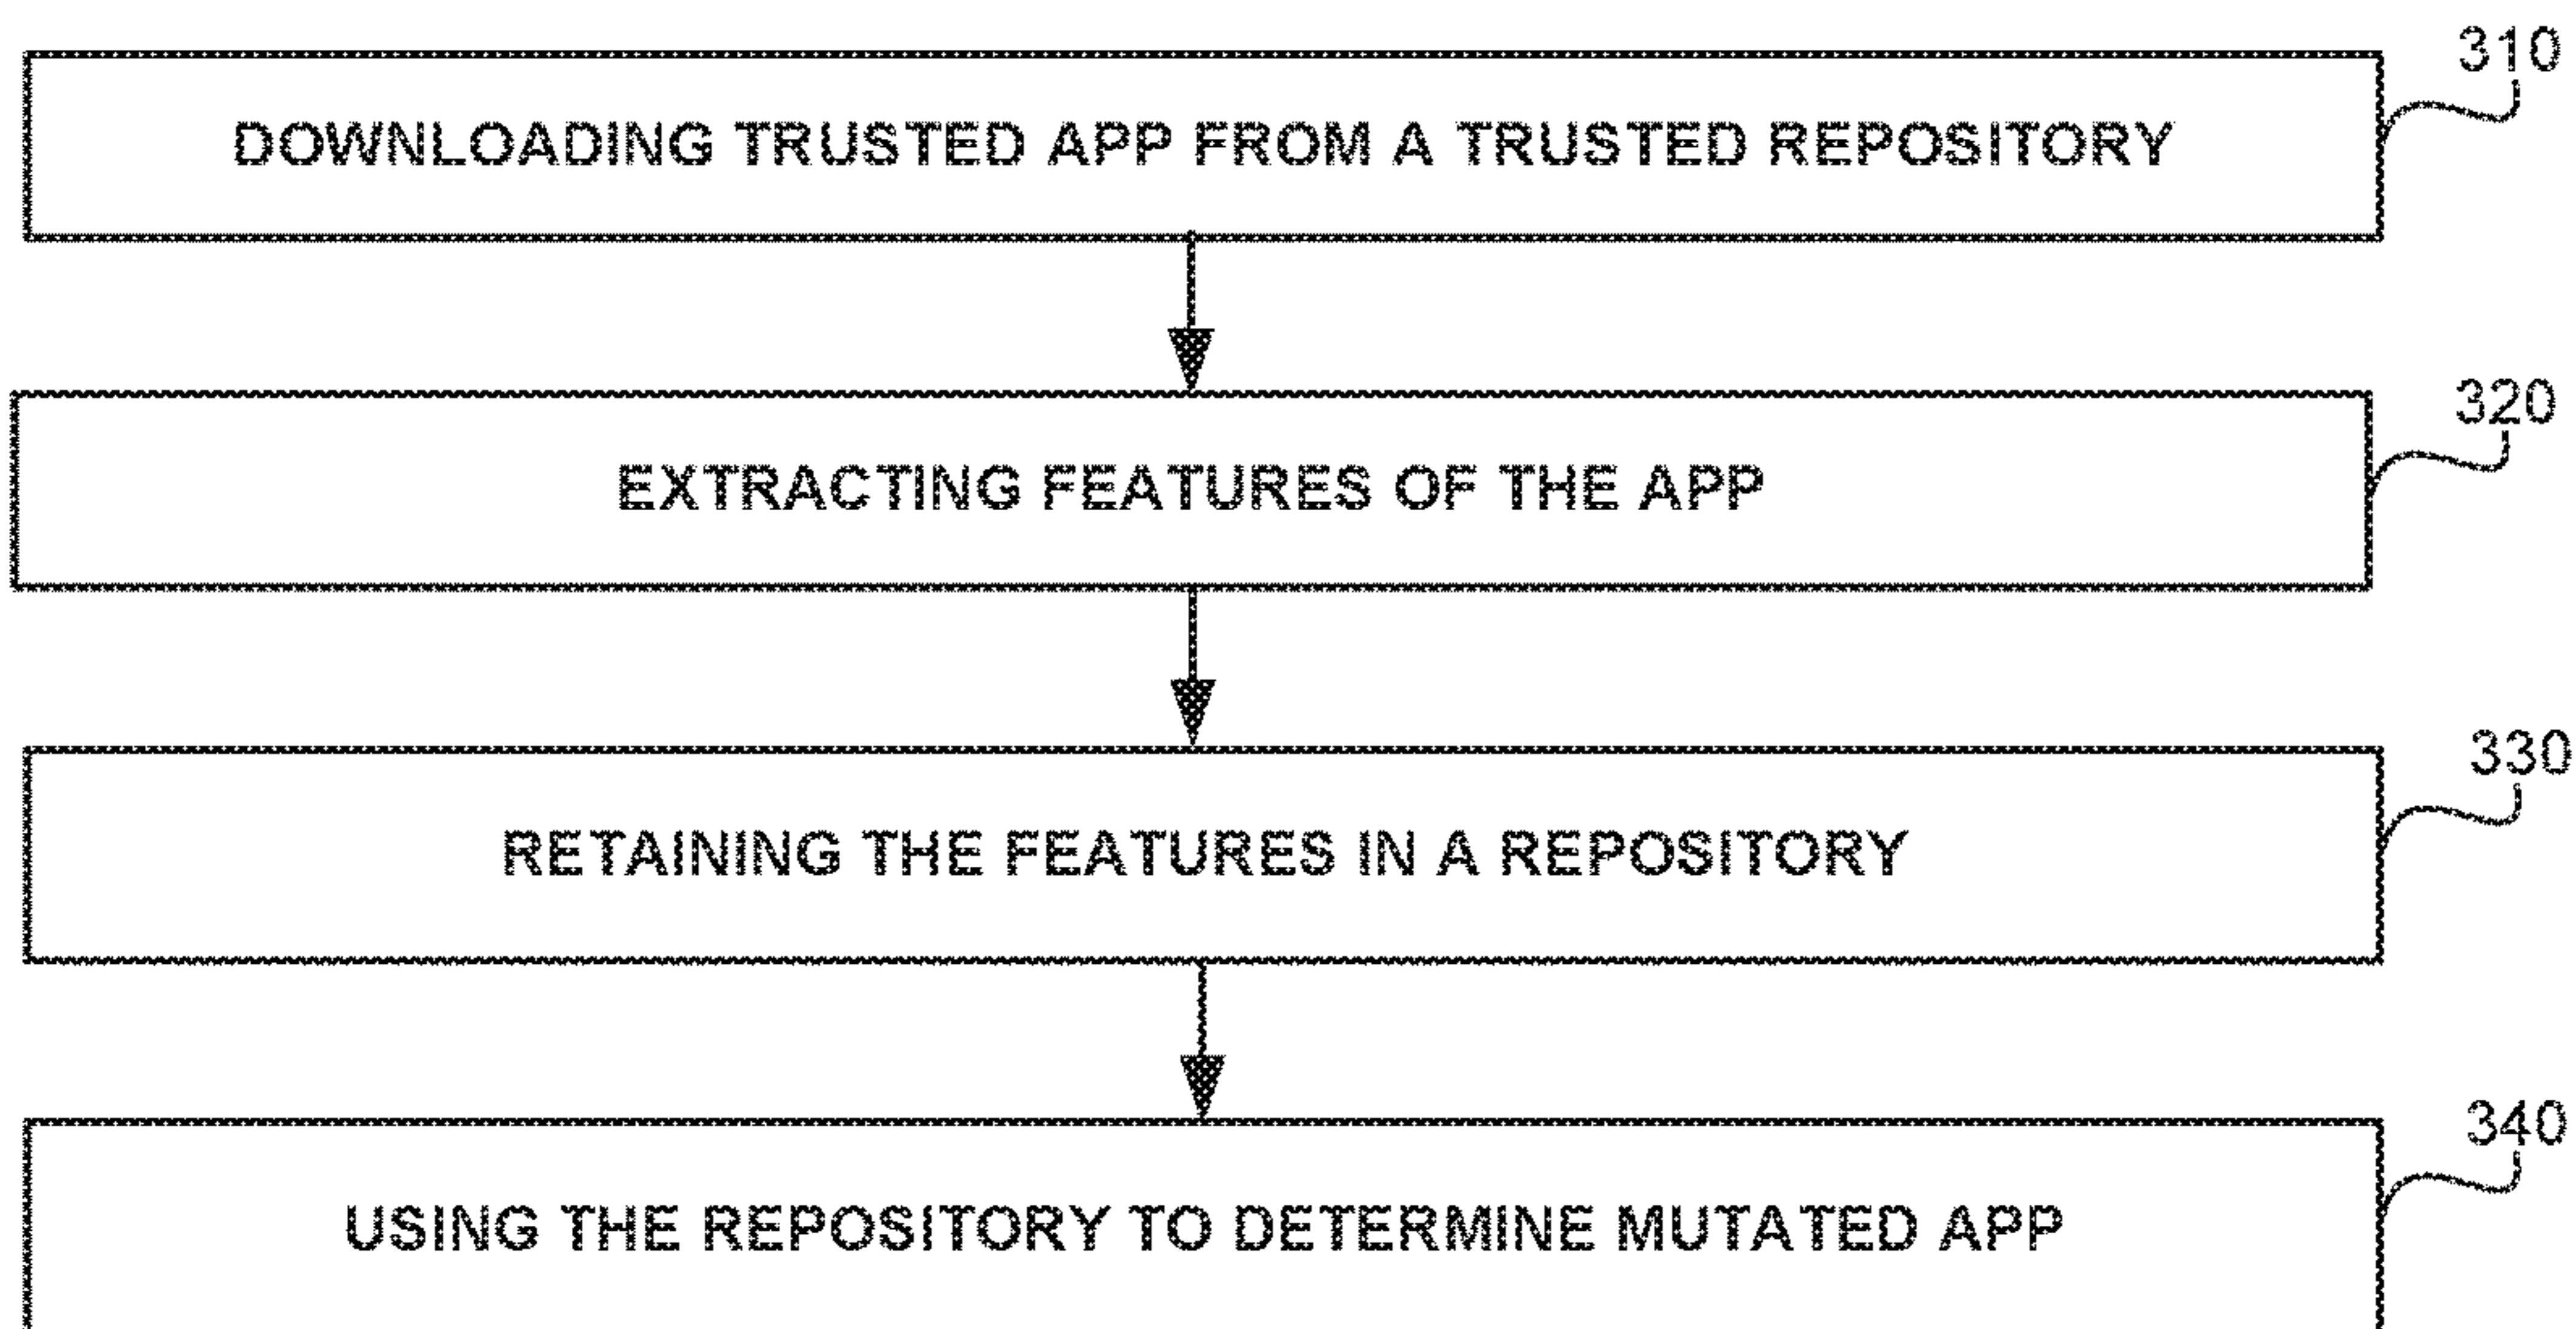 310
DOWNLOADING TRUSTED APP FROM A TRUSTED REPOSITORY
320
EXTRACTING FEATURES OF THE APP
330
RETAINING THE FEATURES IN A REPOSITORY
340
USING THE REPOSITORY TO DETERMINE MUTATED APP